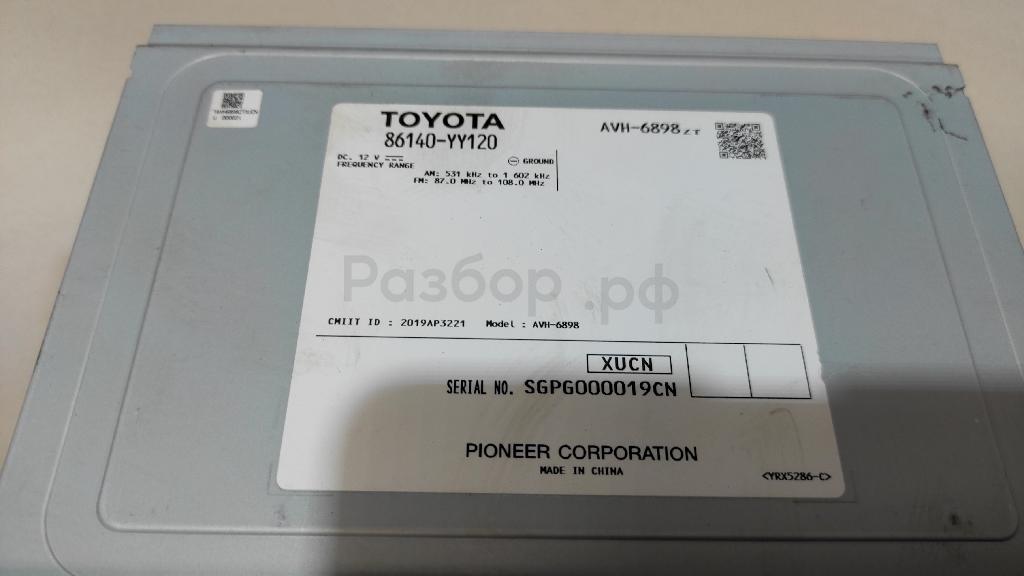 TOYOTA
86140-YY120
AVH-6898 ZT
DC. 12 V
GROUND
FREQUENCY RANGE
AM: 531 kHz to 1 602 kHz
FM: 87.0 MHz to 108.0 MHz
Разбор.рф
CMIIT ID : 2019AP3221 Model : AVH-6898
XUCN
SERIAL NO. SGPG000019CN
PIONEER CORPORATION
MADE IN CHINA
<YRX5286-C>